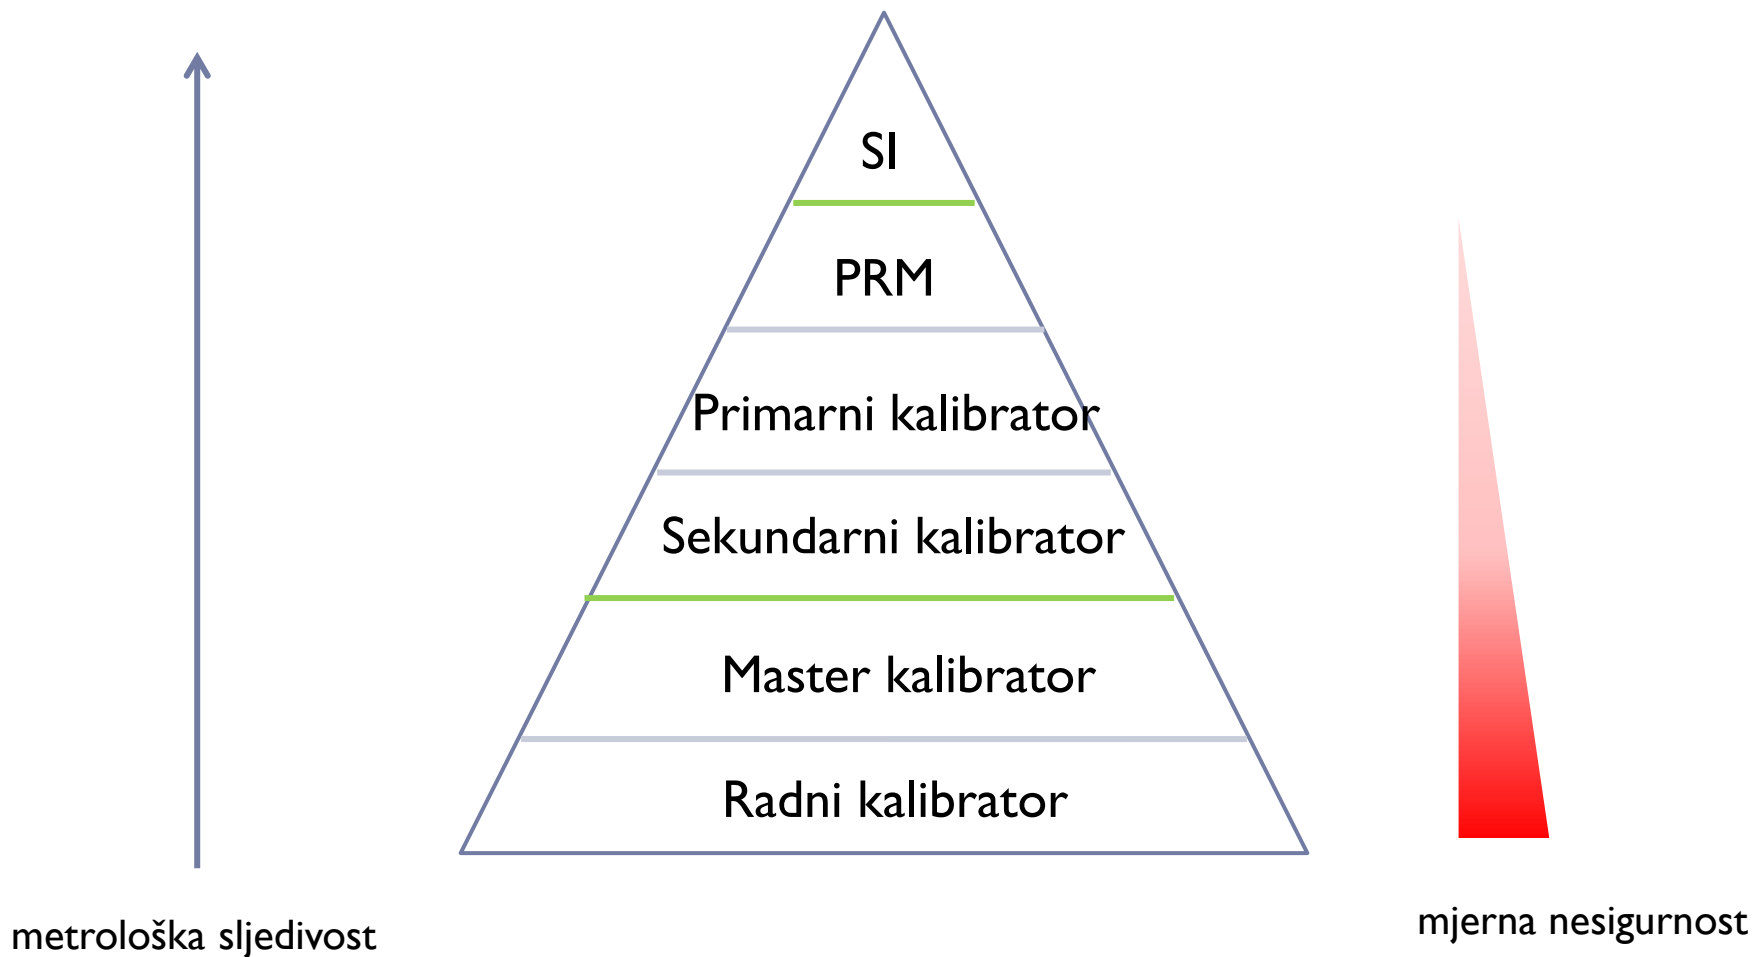 SI
PRM
Primarni kalibrator
Sekundarni kalibrator
Master kalibrator
Radni kalibrator
metrološka sljedivost
mjerna nesigurnost